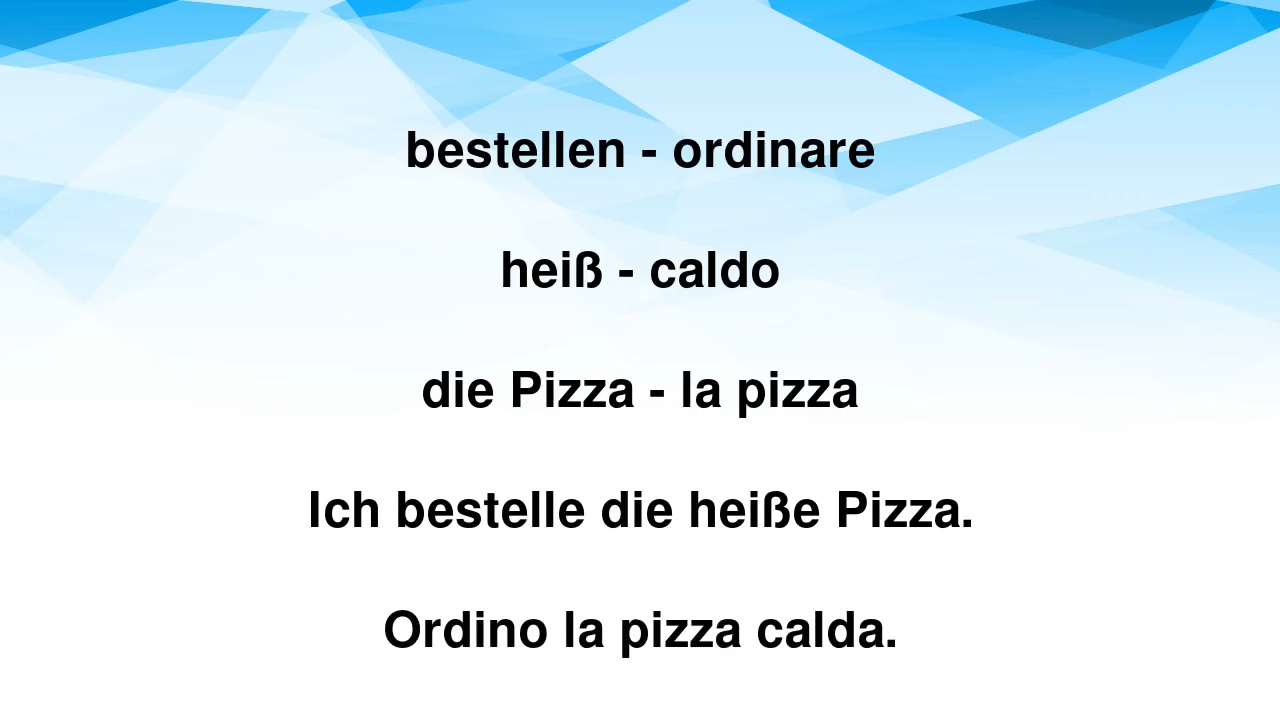 bestellen - ordinare
heiß - caldo
die Pizza - la pizza
Ich bestelle die heiße Pizza.
Ordino la pizza calda.